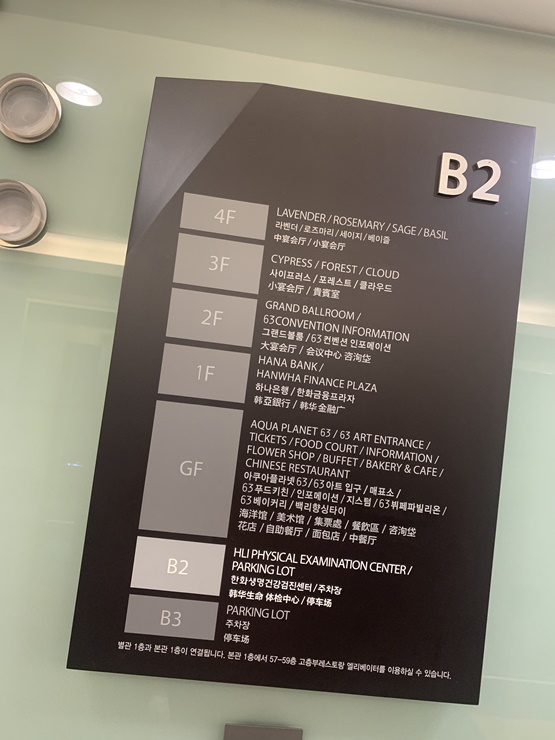 B2
4F
LAVENDER / ROSEMARY / SAGE / BASIL
라벤더 / 로즈마리 / 세이지 / 베이즐
中宴会厅 / 小宴会厅
3F
CYPRESS / FOREST / CLOUD
사이프러스 / 포레스트 / 클라우드
小宴会厅 / 貴賓室
2F
GRAND BALLROOM /
63CONVENTION INFORMATION
그랜드볼룸 / 63 컨벤션 인포메이션
大宴会厅 / 会议中心 咨洵垈
1F
HANA BANK /
HANWHA FINANCE PLAZA
하나은행 / 한화금융프라자
韩亞銀行 / 韩华金融广
GF
AQUA PLANET 63 / 63 ART ENTRANCE /
TICKETS / FOOD COURT / INFORMATION /
FLOWER SHOP / BUFFET / BAKERY & CAFE /
CHINESE RESTAURANT
아쿠아플라넷 63/63아트 입구 / 매표소 /
63푸드키친 / 인포메이션 / 지스텀 / 63뷔페파빌리온 /
63 베이커리 / 백리향싱타이
海洋馆 / 美术馆 / 集票處 / 餐飮區 / 咨洵垈
花店 / 自助餐厅 / 面包店 / 中餐厅
B2
HLI PHYSICAL EXAMINATION CENTER /
PARKING LOT
한화생명건강검진센터 / 주차장
韩华生命 体检中心 / 停车场
B3
PARKING LOT
주차장
停车场
별관 1층과 본관 1층이 연결됩니다. 본관 1층에서 57~59층 고층부레스토랑 엘리베이터를 이용하실 수 있습니다.